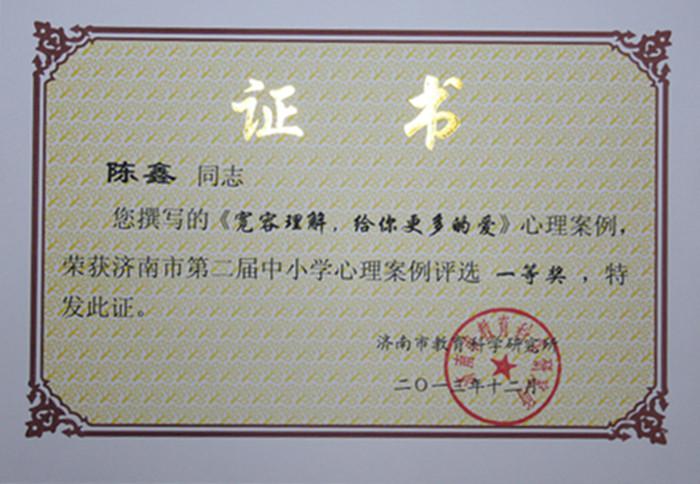 证书
陈鑫 同志
您撰写的《宽容理解，给你更多的爱》心理案例，
荣获济南市第二届中小学心理案例评选 一等奖，特
发此证。
济南市教育科学研究所
二〇一三年十二月